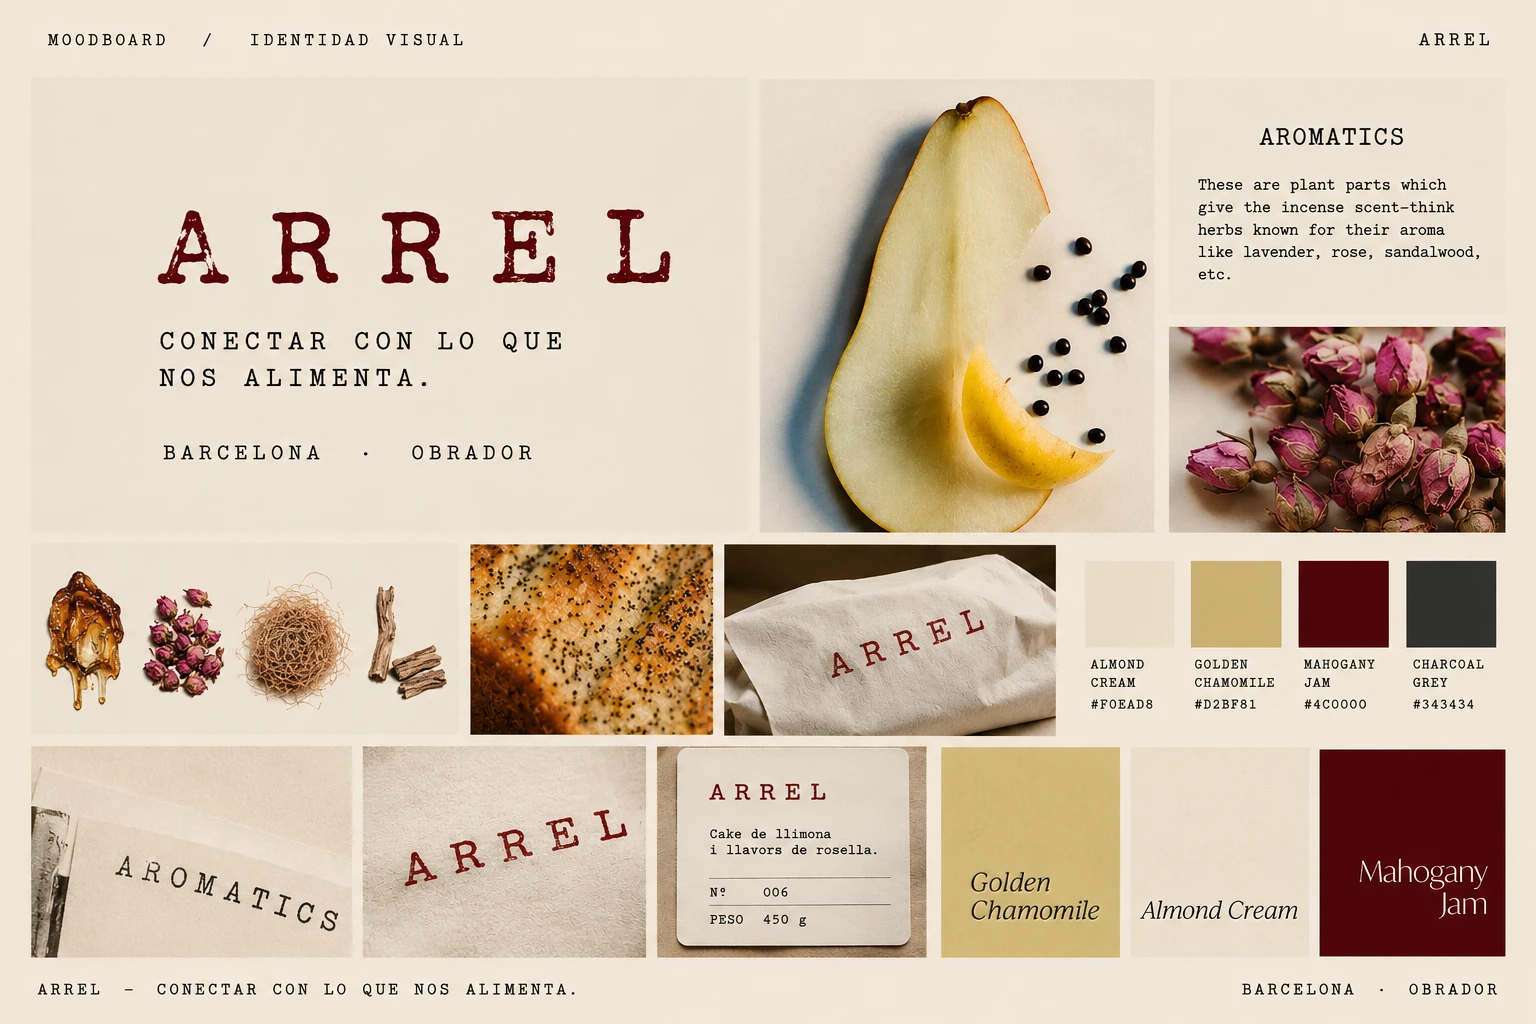 MOODBOARD / IDENTIDAD VISUAL
ARREL
ARREL
CONECTAR CON LO QUE
NOS ALIMENTA.
BARCELONA · OBRADOR
AROMATICS
These are plant parts which
give the incense scent—think
herbs known for their aroma
like lavender, rose, sandalwood,
etc.
ARREL
ALMOND
CREAM
#F0EAD8
GOLDEN
CHAMOMILE
#D2BF81
MAHOGANY
JAM
#4C0000
CHARCOAL
GREY
#343434
AROMATICS
ARREL
ARREL
Cake de llimona
i llavors de rosella.
Nº 006
PESO 450 g
Golden
Chamomile
Almond Cream
Mahogany
Jam
ARREL — CONECTAR CON LO QUE NOS ALIMENTA.
BARCELONA · OBRADOR